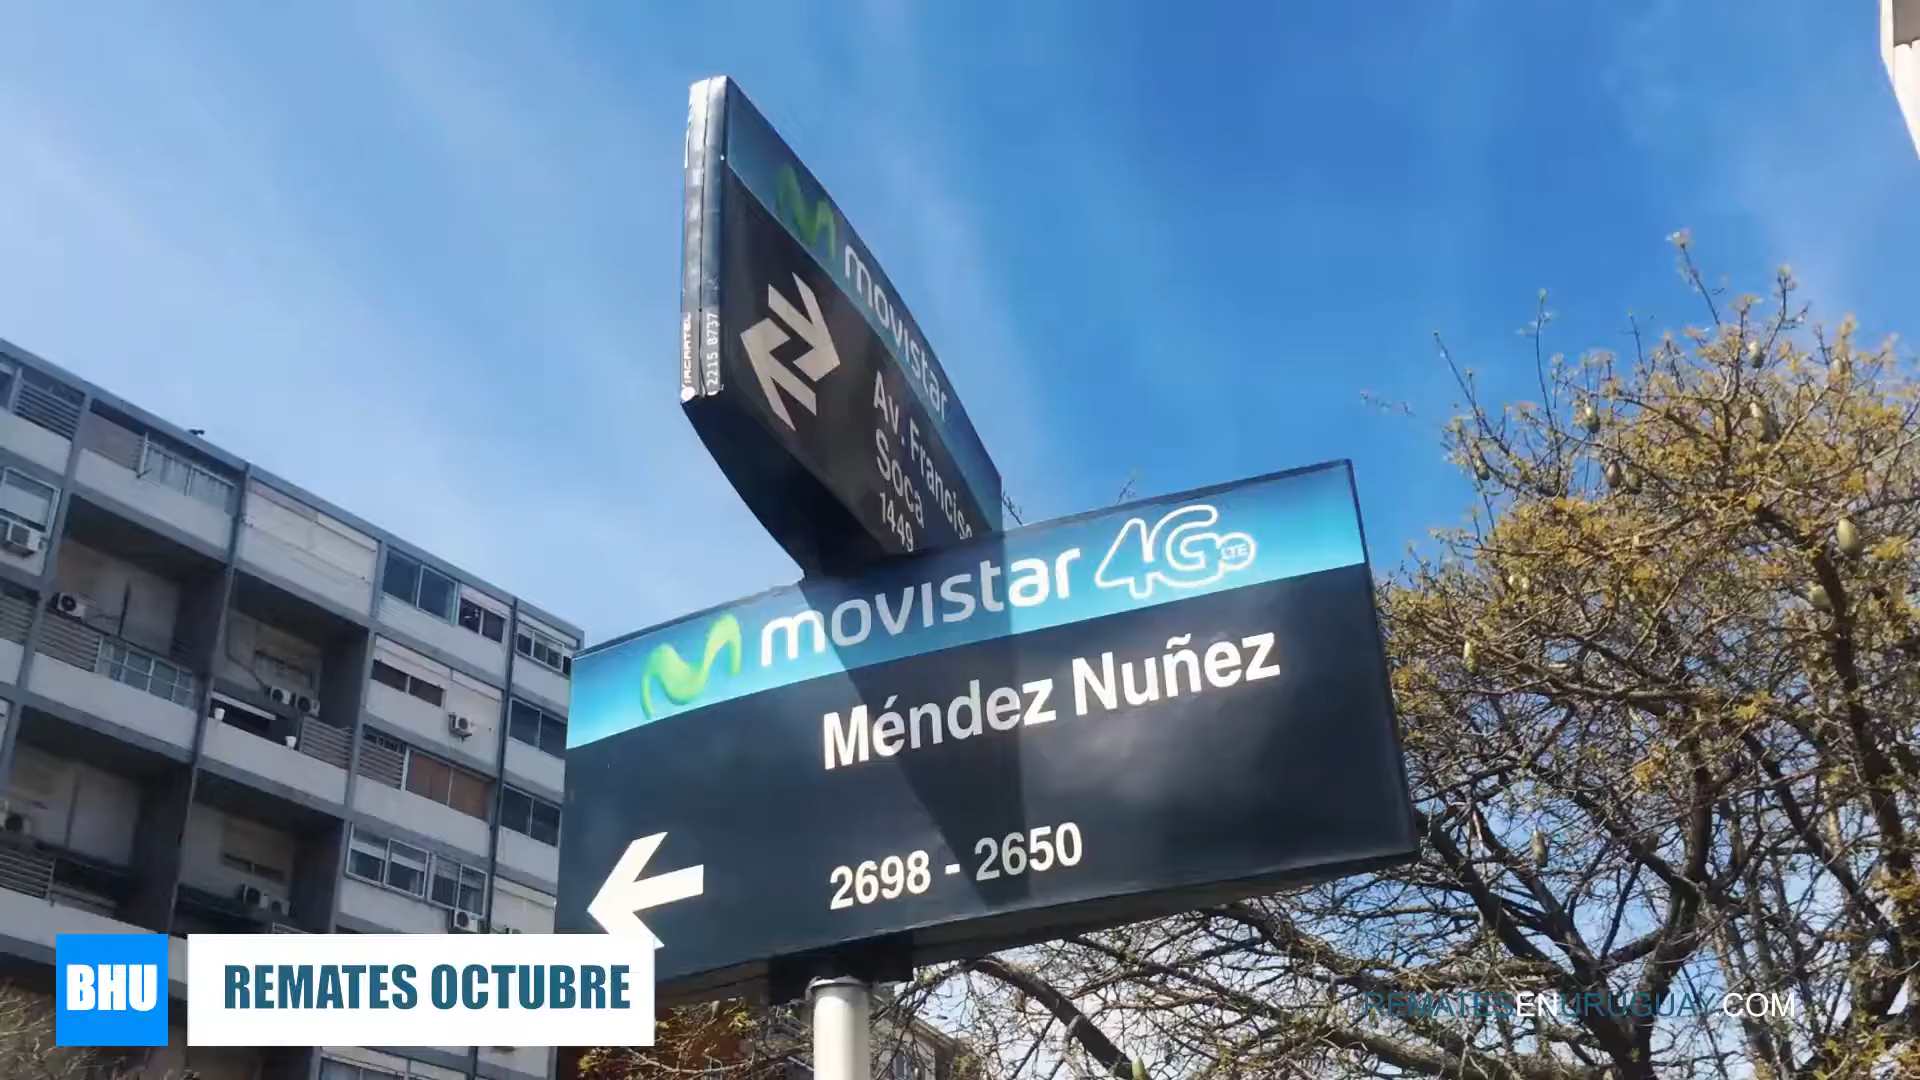 movistar
Av. Francisco
Soca
1449
VIACARTEL
2215 8737
movistar 4G LTE
Méndez Nuñez
2698 - 2650
BHU
REMATES OCTUBRE
REMATESENURUGUAY.COM